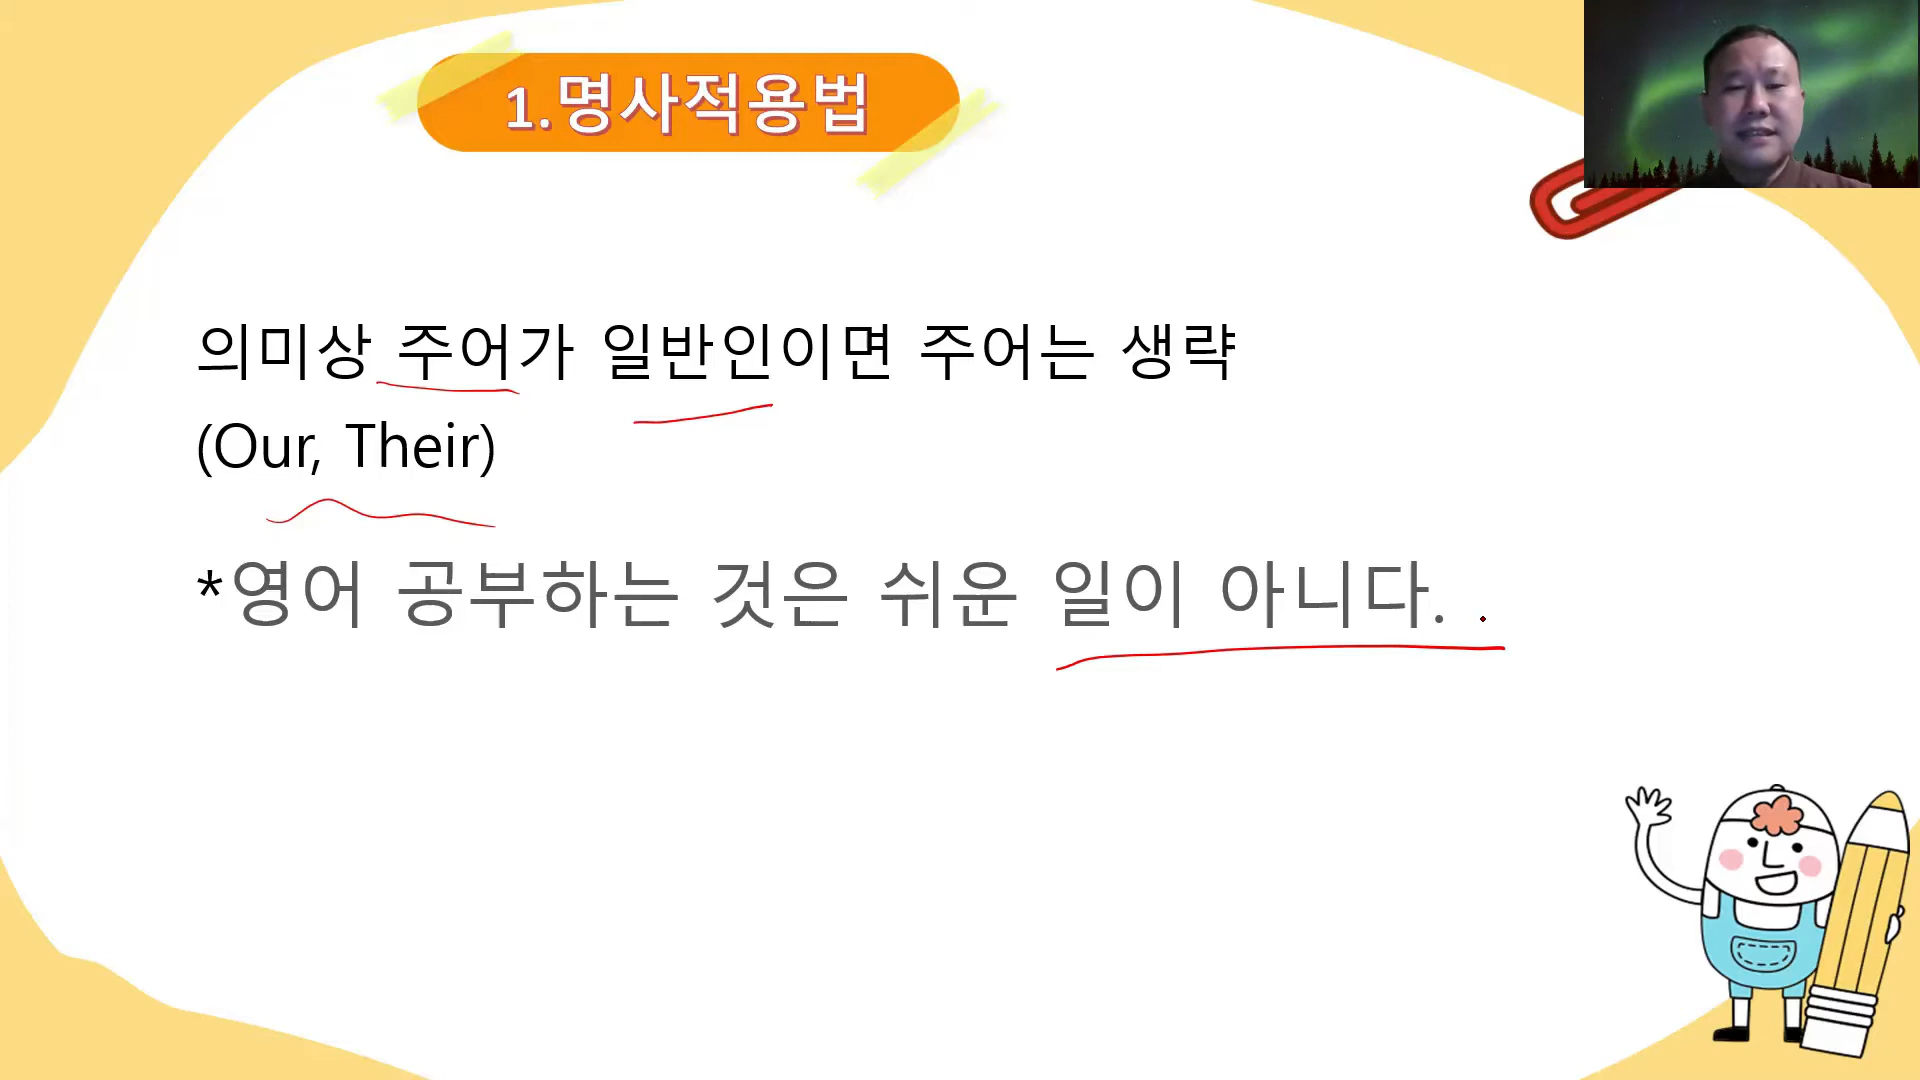 1.명사적용법
의미상 주어가 일반인이면 주어는 생략
(Our, Their)
*영어 공부하는 것은 쉬운 일이 아니다. .